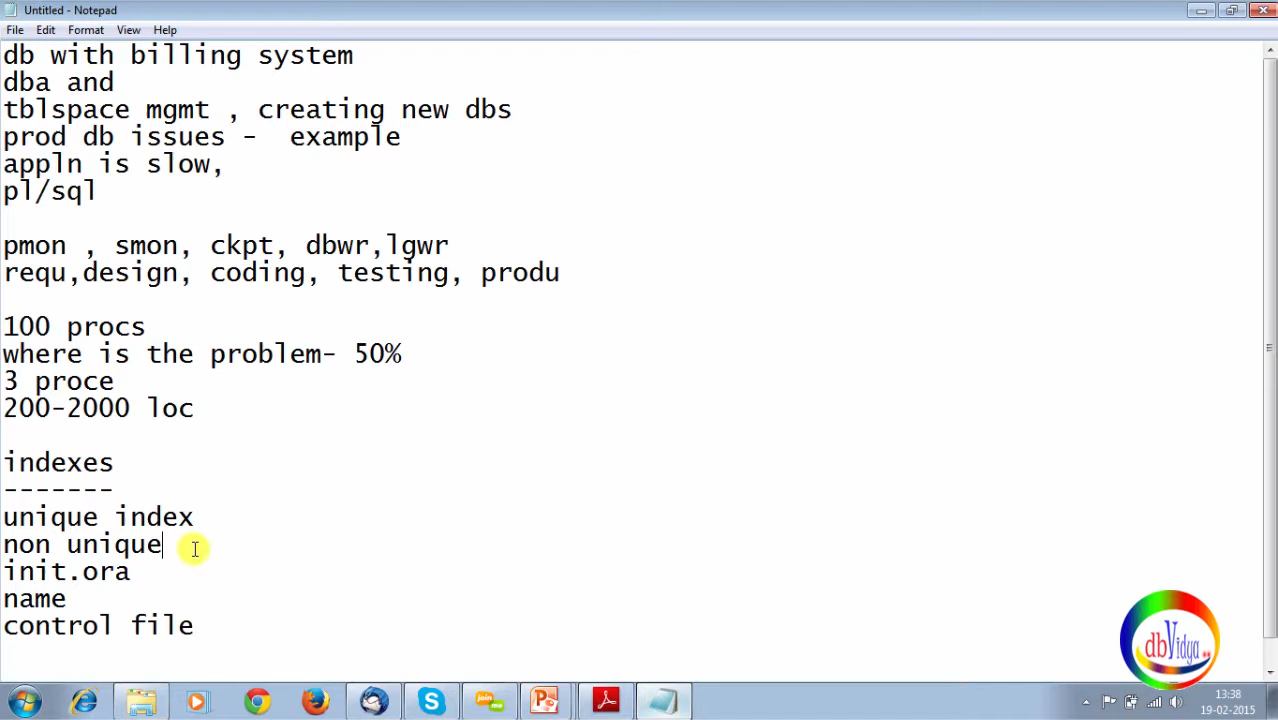 Untitled - Notepad
File Edit Format View Help
db with billing system
dba and
tblspace mgmt , creating new dbs
prod db issues -  example
appln is slow,
pl/sql
pmon , smon, ckpt, dbwr,lgwr
requ,design, coding, testing, produ
100 procs
where is the problem- 50%
3 proce
200-2000 loc
indexes
-------
unique index
non unique
init.ora
name
control file
dbVidya
join.me
13:38
19-02-2015